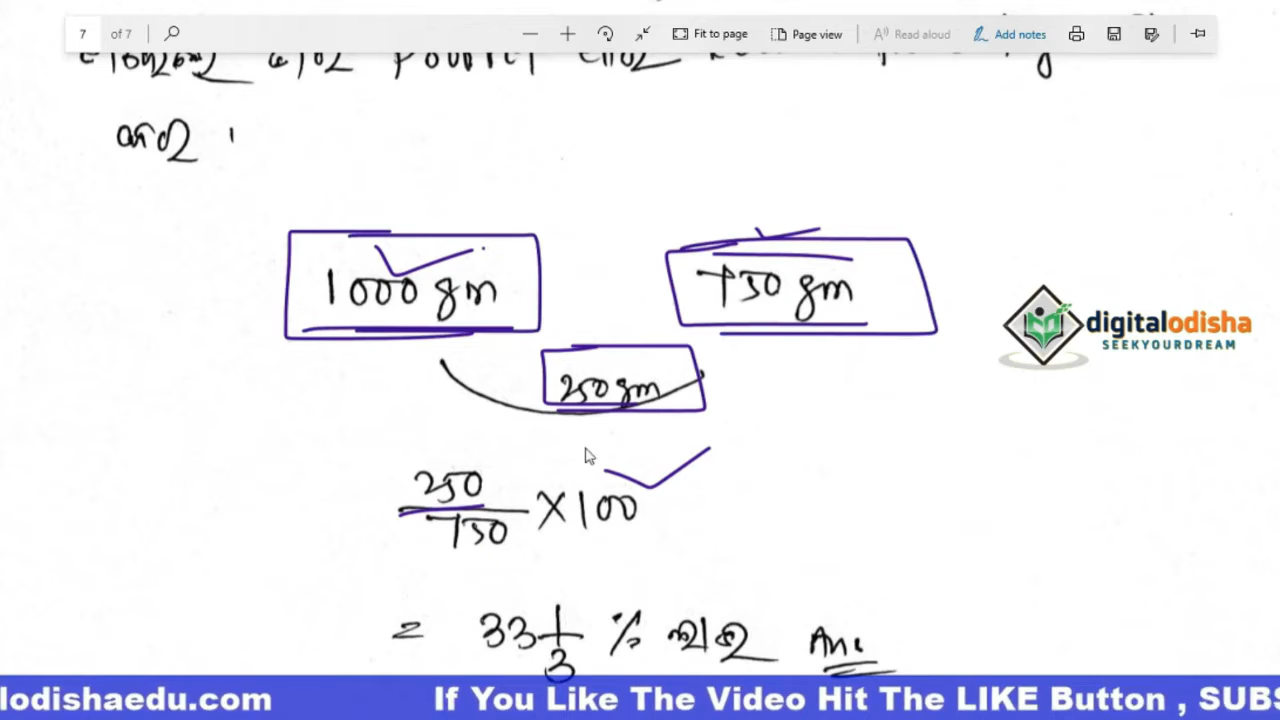 7 of 7 Fit to page Page view Read aloud Add notes
କର ।
1000 gm 750 gm
digitalodisha
SEEKYOURDREAM
250 gm
250
750 × 100
= 33 1/3 % ଲାଭ Ans
lodishaedu.com If You Like The Video Hit The LIKE Button , SUBS